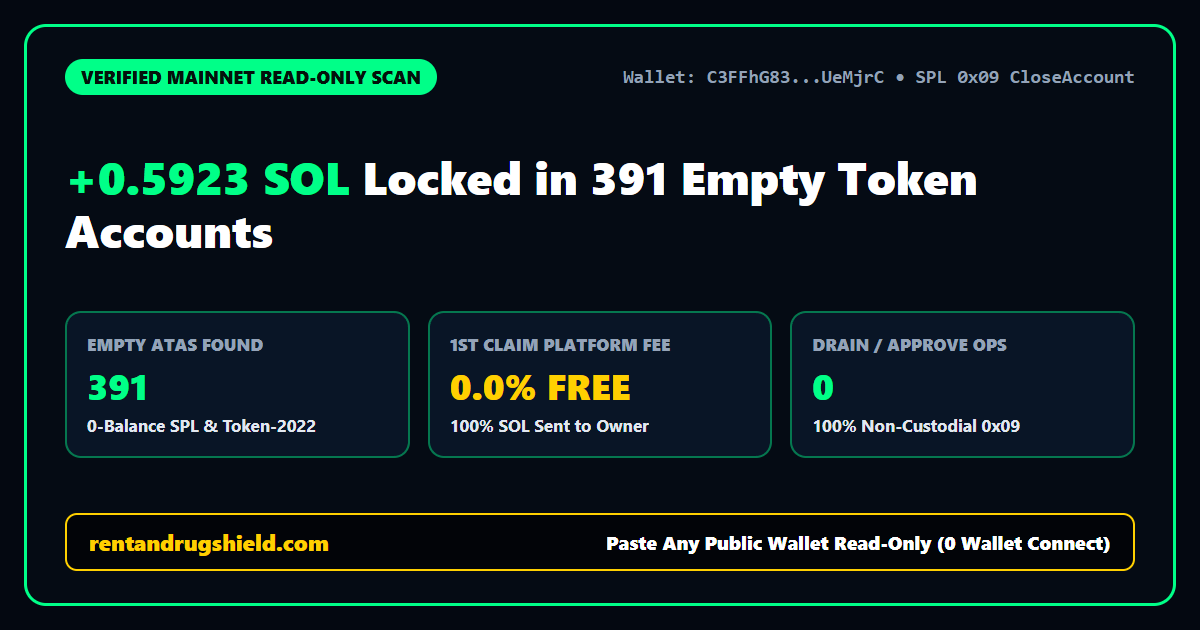 VERIFIED MAINNET READ-ONLY SCAN
Wallet: C3FFhG83...UeMjrC • SPL 0x09 CloseAccount
+0.5923 SOL Locked in 391 Empty Token
Accounts
EMPTY ATAS FOUND
391
0-Balance SPL & Token-2022
1ST CLAIM PLATFORM FEE
0.0% FREE
100% SOL Sent to Owner
DRAIN / APPROVE OPS
0
100% Non-Custodial 0x09
rentandrugshield.com
Paste Any Public Wallet Read-Only (0 Wallet Connect)